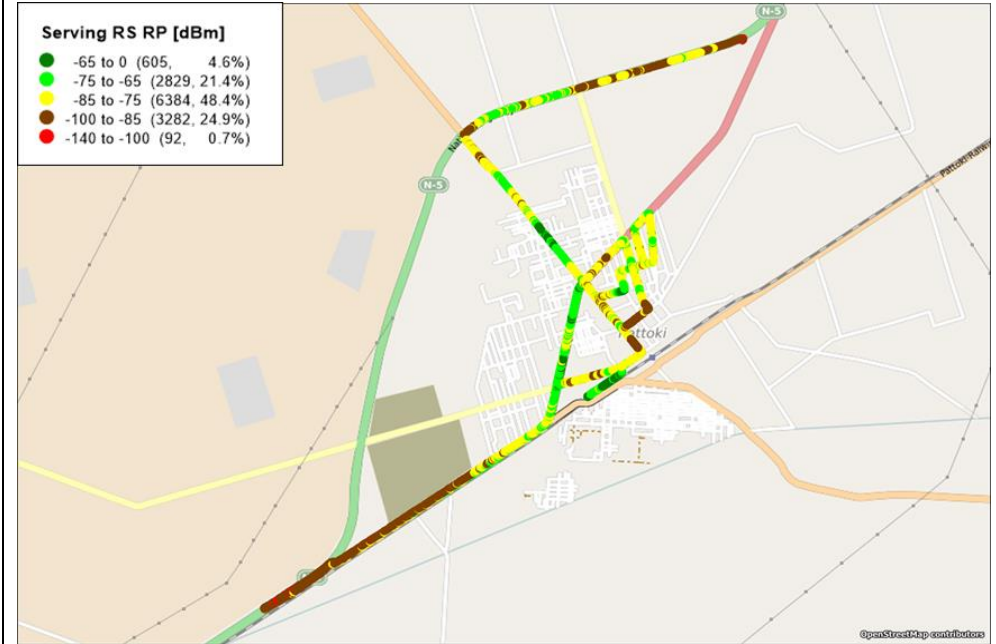 Serving RS RP [dBm]
-65 to 0 (605, 4.6%)
-75 to -65 (2829, 21.4%)
-85 to -75 (6384, 48.4%)
-100 to -85 (3282, 24.9%)
-140 to -100 (92, 0.7%)
N-5
N-5
OpenStreetMap contributors